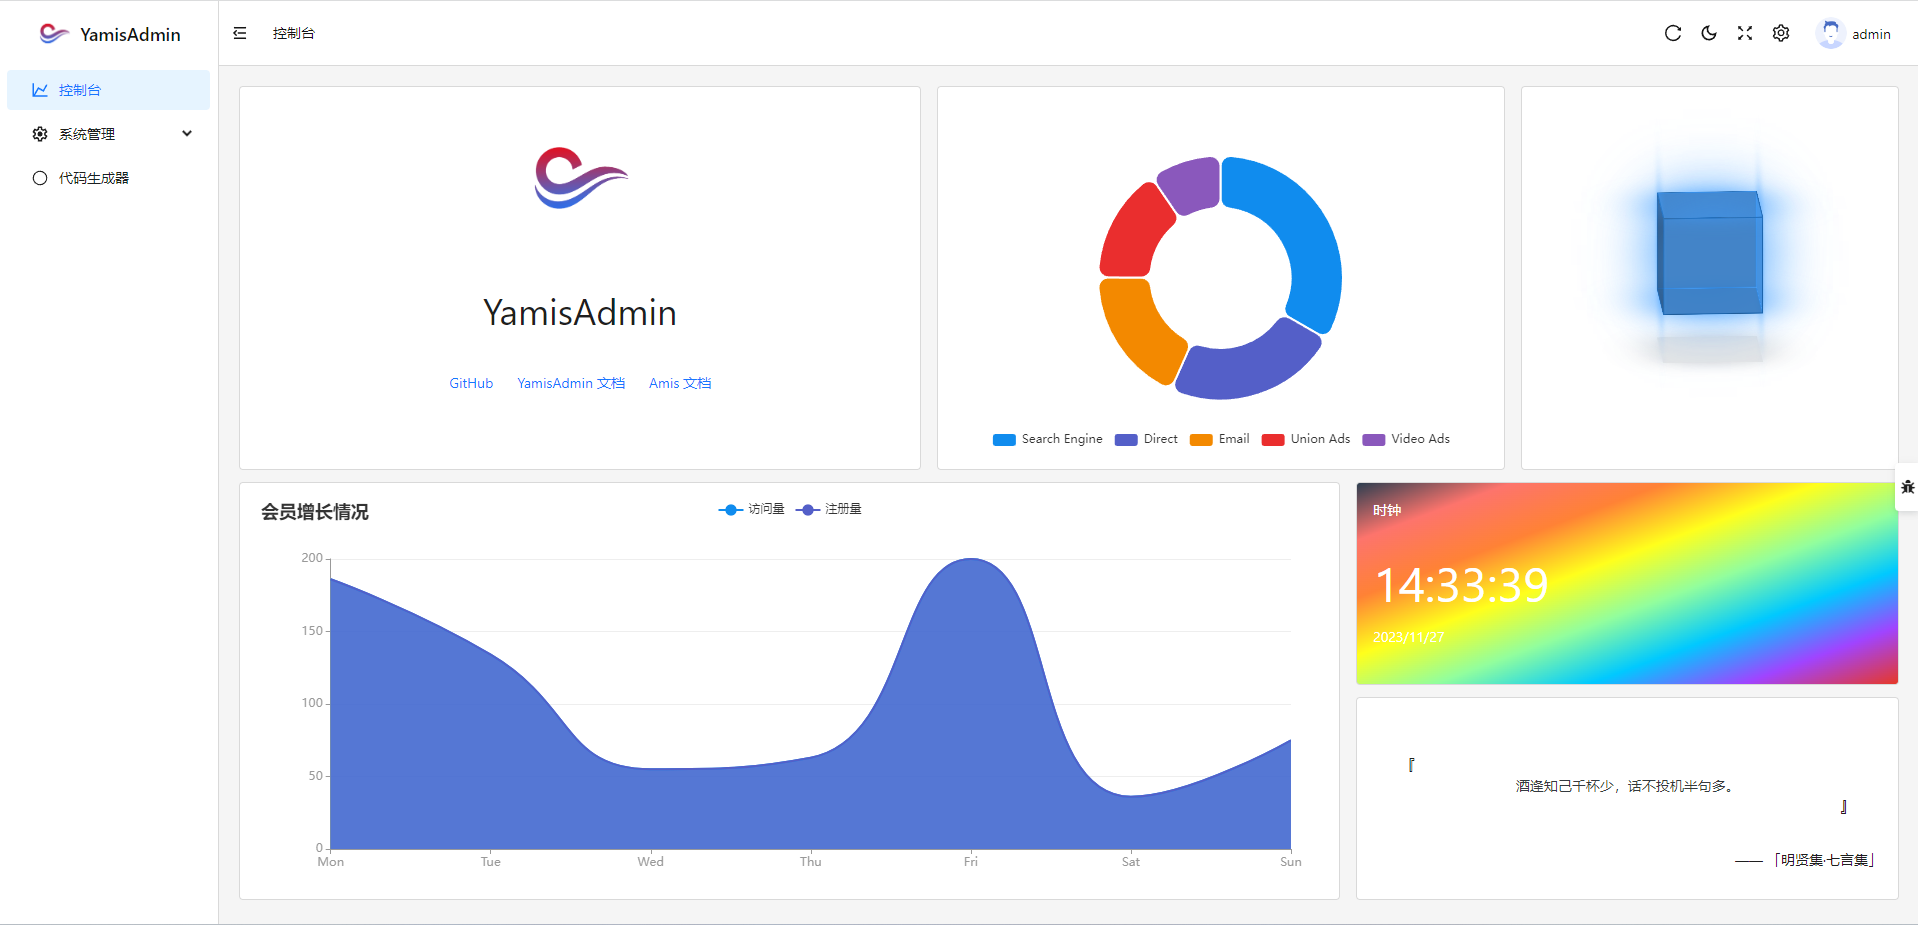 YamisAdmin
控制台
admin
控制台
系统管理
代码生成器
YamisAdmin
GitHub YamisAdmin 文档 Amis 文档
Search Engine Direct Email Union Ads Video Ads
会员增长情况
访问量 注册量
200
150
100
50
0
Mon Tue Wed Thu Fri Sat Sun
时钟
14:33:39
2023/11/27
『
酒逢知己千杯少，话不投机半句多。
』
——「明贤集·七言集」